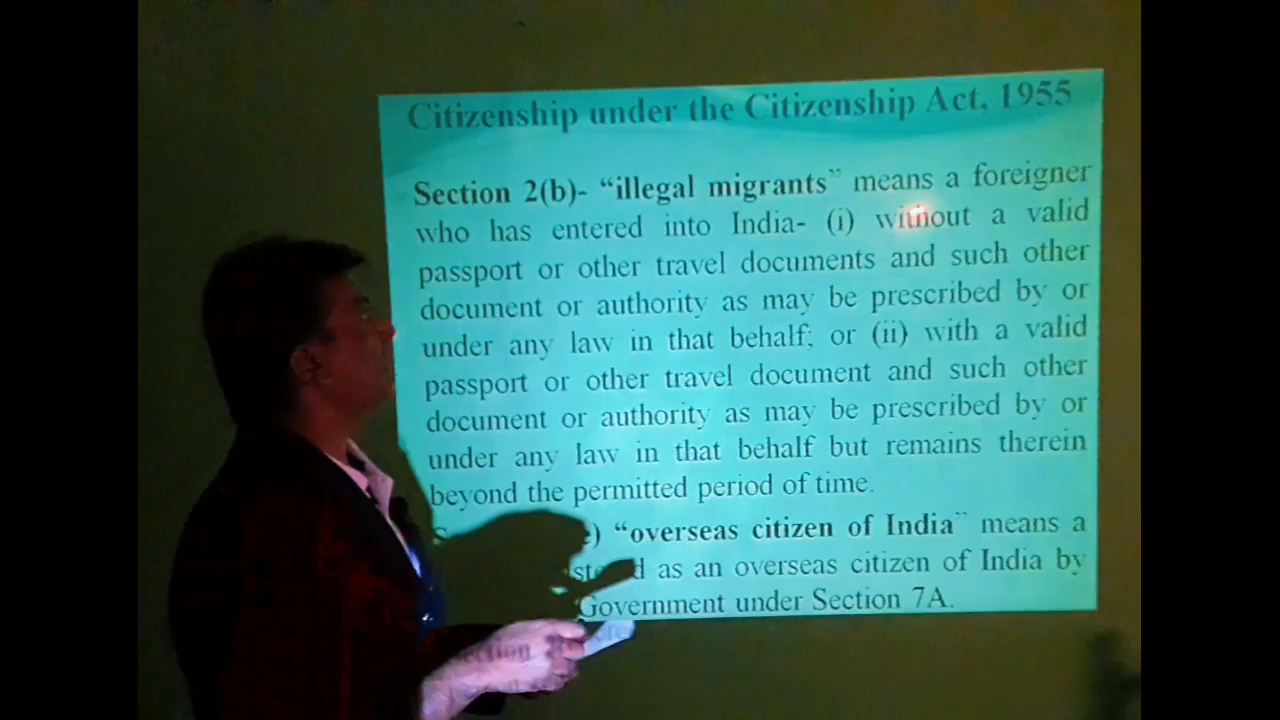 Citizenship under the Citizenship Act, 1955
Section 2(b)- “illegal migrants” means a foreigner
who has entered into India- (i) without a valid
passport or other travel documents and such other
document or authority as may be prescribed by or
under any law in that behalf; or (ii) with a valid
passport or other travel document and such other
document or authority as may be prescribed by or
under any law in that behalf but remains therein
beyond the permitted period of time.
“overseas citizen of India” means a
as an overseas citizen of India by
Government under Section 7A.